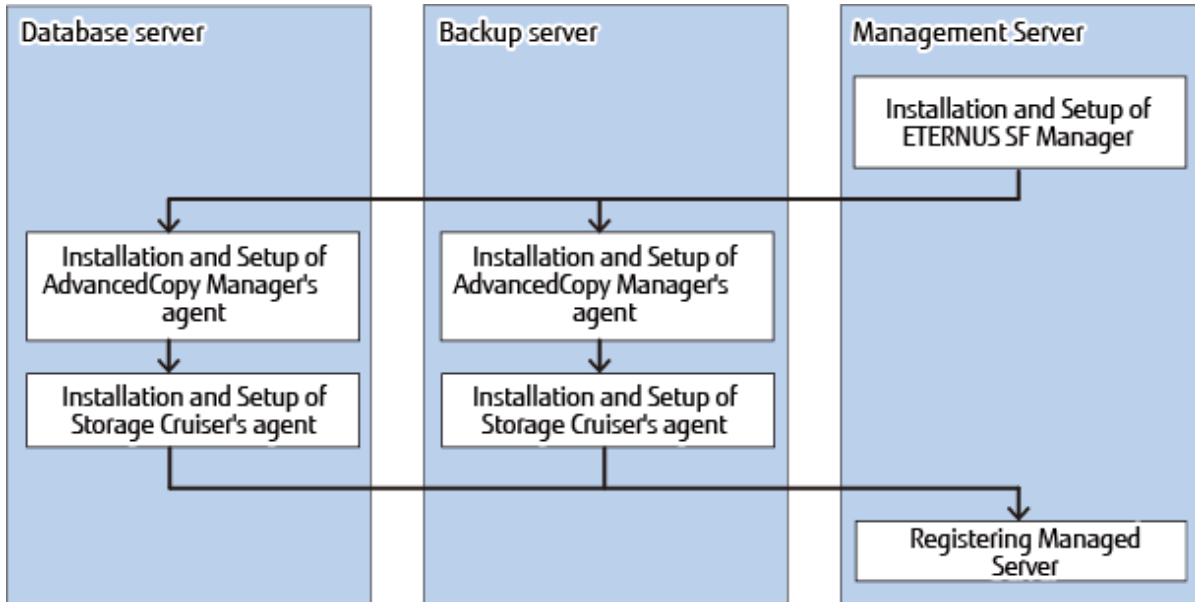 Database server
Backup server
Management Server
Installation and Setup of
ETERNUS SF Manager
Installation and Setup of
AdvancedCopy Manager's
agent
Installation and Setup of
AdvancedCopy Manager's
agent
Installation and Setup of
Storage Cruiser's agent
Installation and Setup of
Storage Cruiser's agent
Registering Managed
Server